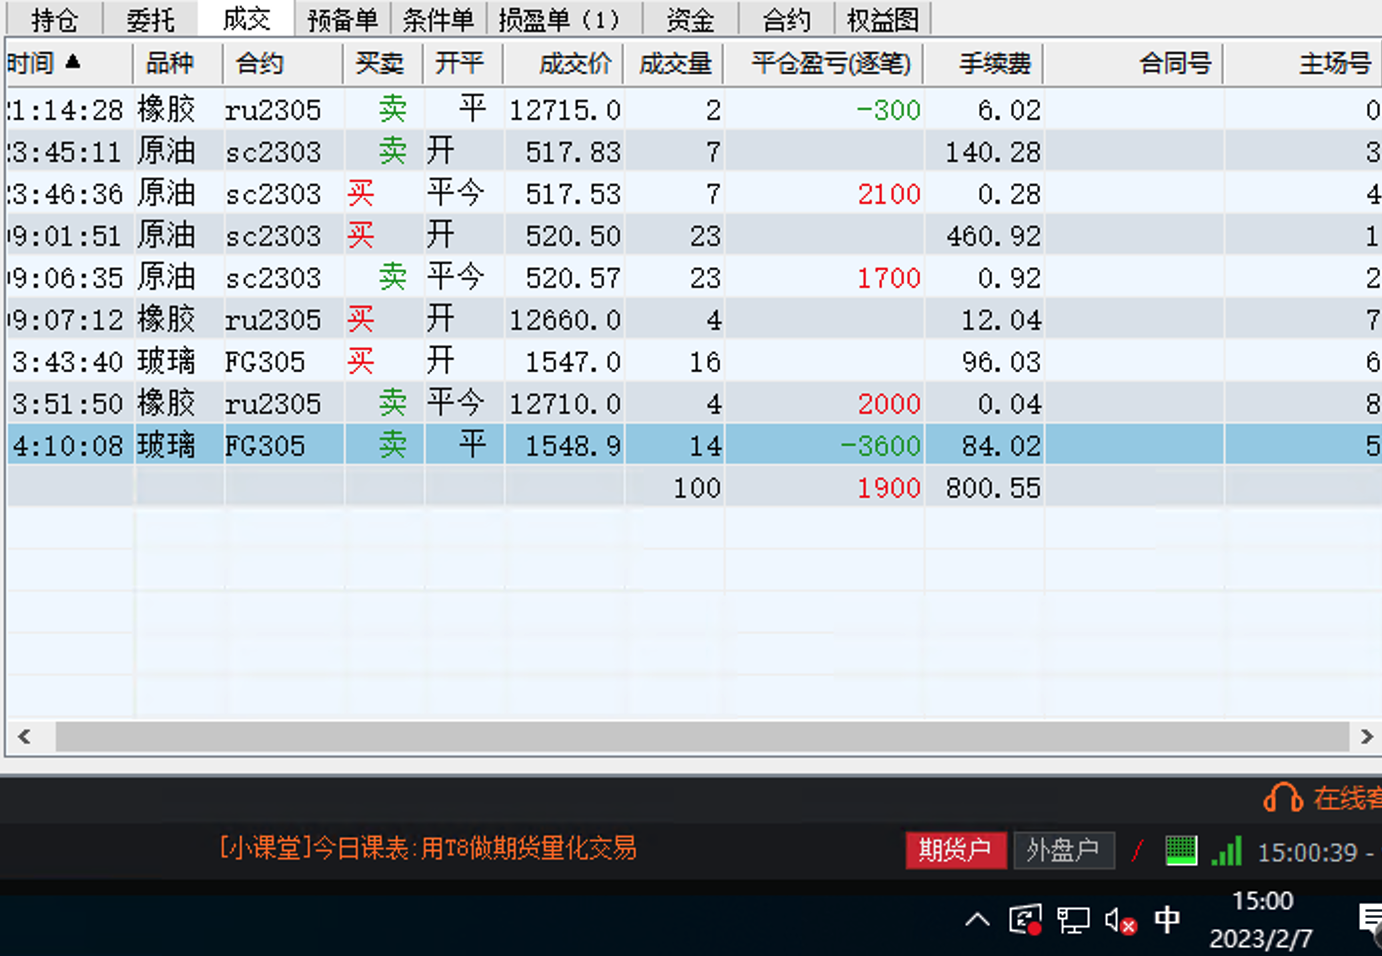 持仓 委托 成交 预备单 条件单 损盈单（1） 资金 合约 权益图
时间▲ 品种 合约 买卖 开平 成交价 成交量 平仓盈亏(逐笔) 手续费 合同号 主场号
1:14:28 橡胶 ru2305 卖 平 12715.0 2 -300 6.02 0
3:45:11 原油 sc2303 卖 开 517.83 7 140.28 3
3:46:36 原油 sc2303 买 平今 517.53 7 2100 0.28 4
9:01:51 原油 sc2303 买 开 520.50 23 460.92 1
9:06:35 原油 sc2303 卖 平今 520.57 23 1700 0.92 2
9:07:12 橡胶 ru2305 买 开 12660.0 4 12.04 7
3:43:40 玻璃 FG305 买 开 1547.0 16 96.03 6
3:51:50 橡胶 ru2305 卖 平今 12710.0 4 2000 0.04 8
4:10:08 玻璃 FG305 卖 平 1548.9 14 -3600 84.02 5
100 1900 800.55
在线客
[小课堂]今日课表:用T8做期货量化交易 期货户 外盘户 15:00:39 -
中 15:00
2023/2/7